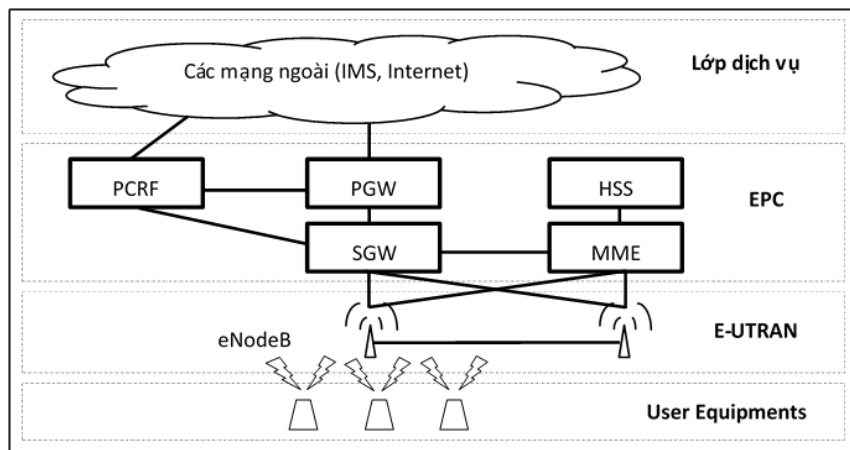 Lớp dịch vụ
Các mạng ngoài (IMS, Internet)
PCRF
PGW
HSS
EPC
SGW
MME
E-UTRAN
eNodeB
User Equipments